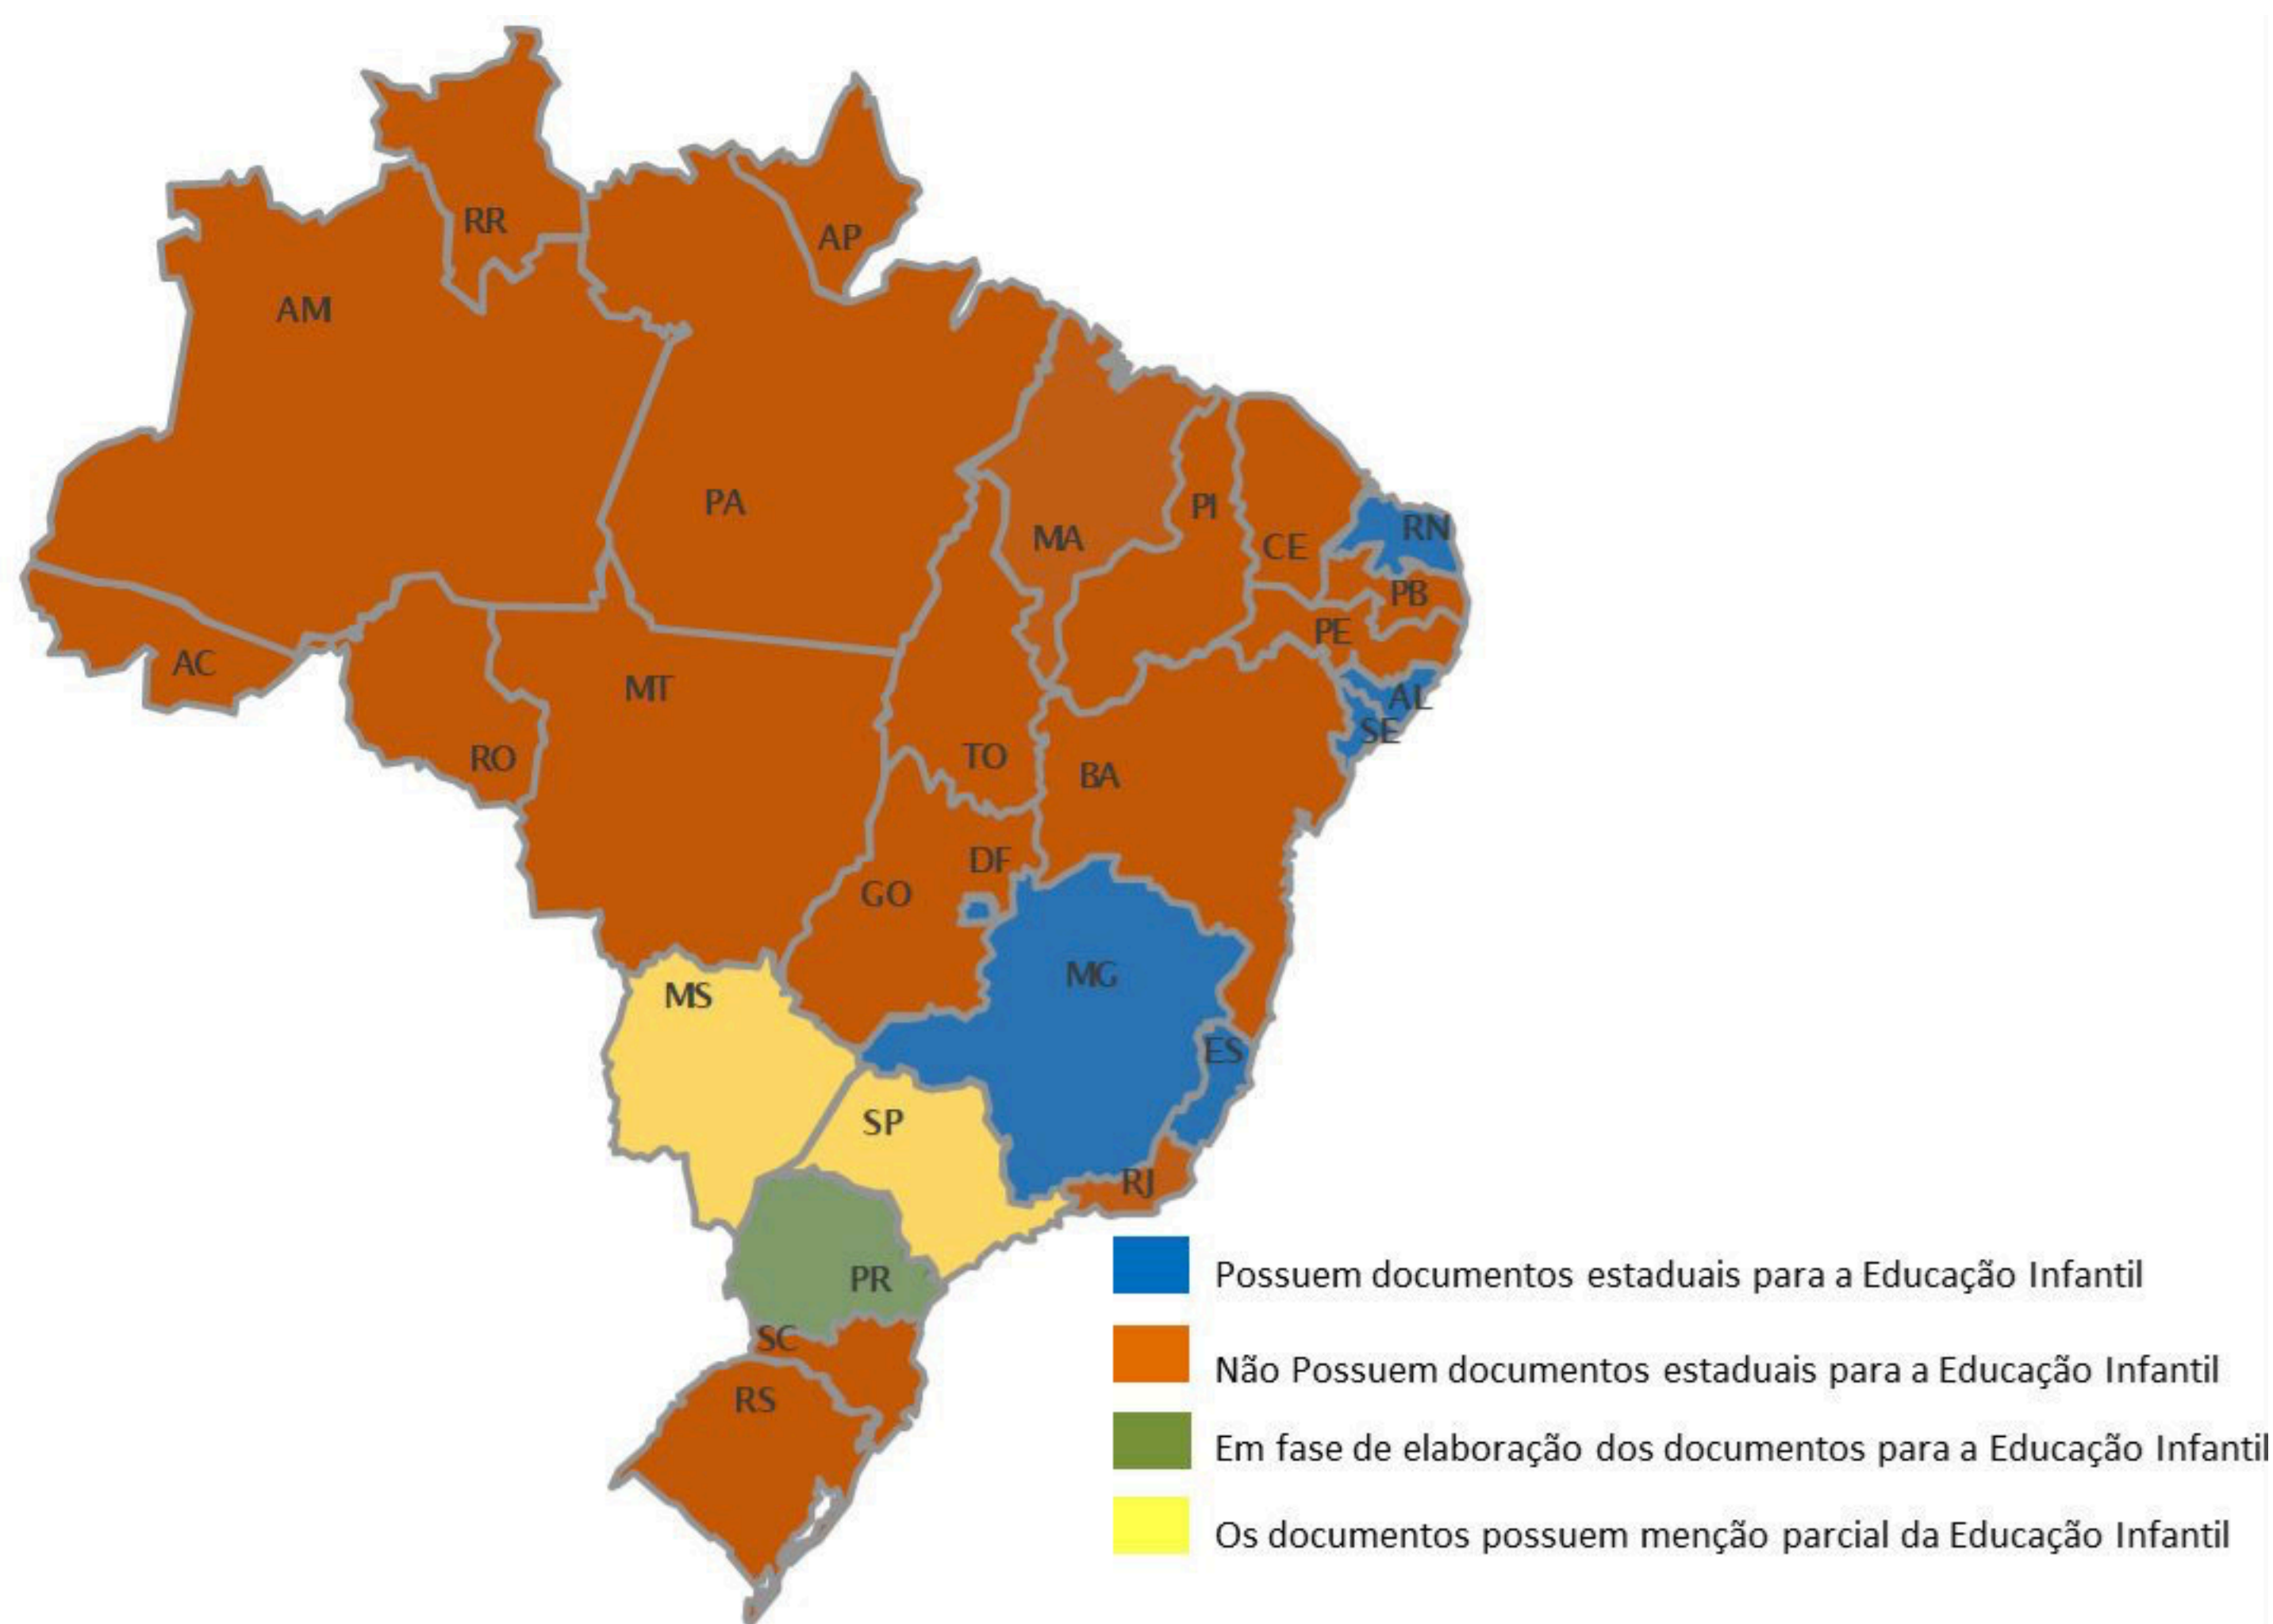 RR
AP
AM
PA
PI
RN
MA
CE
PB
PE
AC
MT
AL
SE
RO
TO
BA
DF
GO
MG
MS
ES
SP
RJ
PR
SC
RS
Possuem documentos estaduais para a Educação Infantil
Não Possuem documentos estaduais para a Educação Infantil
Em fase de elaboração dos documentos para a Educação Infantil
Os documentos possuem menção parcial da Educação Infantil